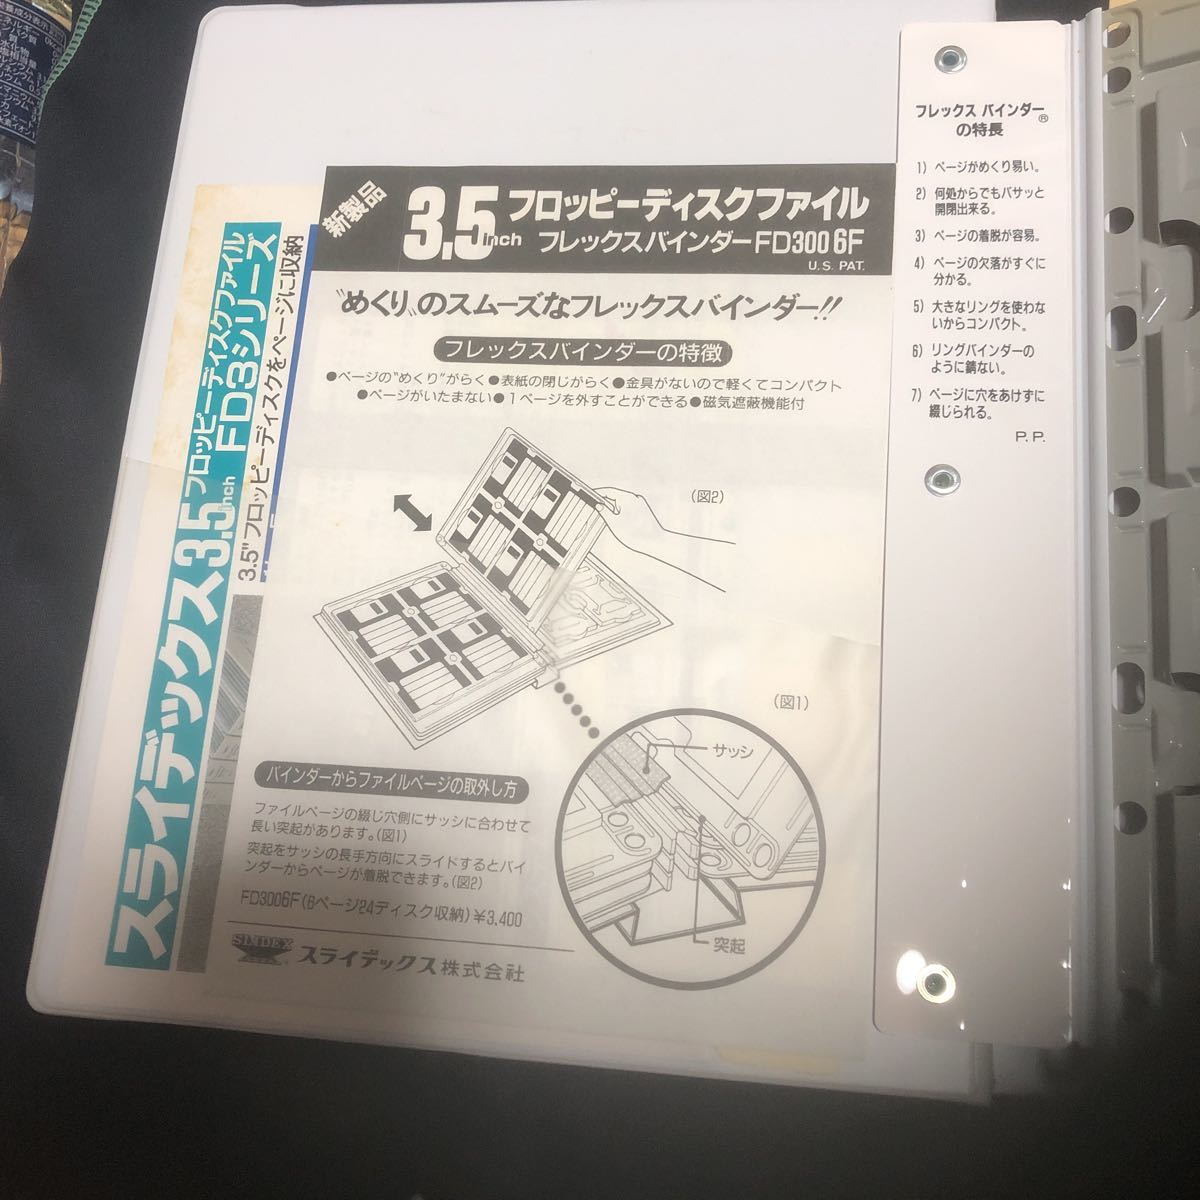 新製品
3.5inch フロッピーディスクファイル
フレックスバインダーFD300 6F
U.S. PAT.
〝めくり〟のスムーズなフレックスバインダー!!
フレックスバインダーの特徴
●ページの"めくり"がらく●表紙の閉じがらく●金具がないので軽くてコンパクト
●ページがいたまない●1ページを外すことができる●磁気遮蔽機能付
(図2)
(図1)
サッシ
突起
バインダーからファイルページの取外し方
ファイルページの綴じ穴側にサッシに合わせて
長い突起があります。(図1)
突起をサッシの長手方向にスライドするとバイ
ンダーからページが着脱できます。(図2)
FD3006F(6ページ24ディスク収納)¥3,400
SLIDEX
スライデックス株式会社
スライデックス3.5inch フロッピーディスクファイル
FD3シリーズ
3.5"フロッピーディスクをページに収納
フレックス バインダー®
の特長
1) ページがめくり易い。
2) 何処からでもバサッと
開閉出来る。
3) ページの着脱が容易。
4) ページの欠落がすぐに
分かる。
5) 大きなリングを使わな
いからコンパクト。
6) リングバインダーの
ように錆ない。
7) ページに穴をあけずに
綴じられる。
P.P.